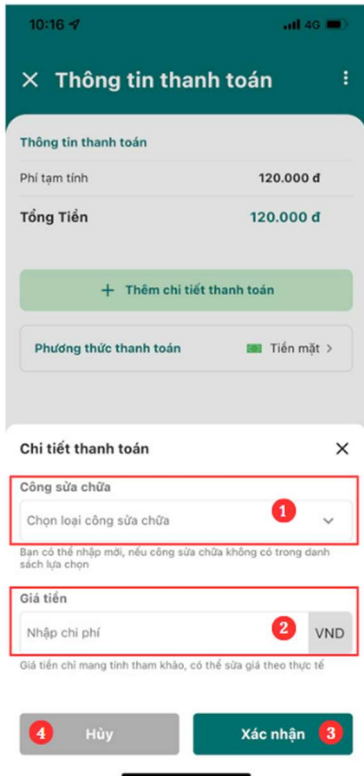 10:16 4G
Thông tin thanh toán
Thông tin thanh toán
Phí tạm tính 120.000 đ
Tổng Tiền 120.000 đ
+ Thêm chi tiết thanh toán
Phương thức thanh toán Tiền mặt >
Chi tiết thanh toán
Công sửa chữa
Chọn loại công sửa chữa 1
Bạn có thể nhập mới, nếu công sửa chữa không có trong danh
sách lựa chọn
Giá tiền
Nhập chi phí 2 VND
Giá tiền chỉ mang tính tham khảo, có thể sửa giá theo thực tế
4 Hủy Xác nhận 3